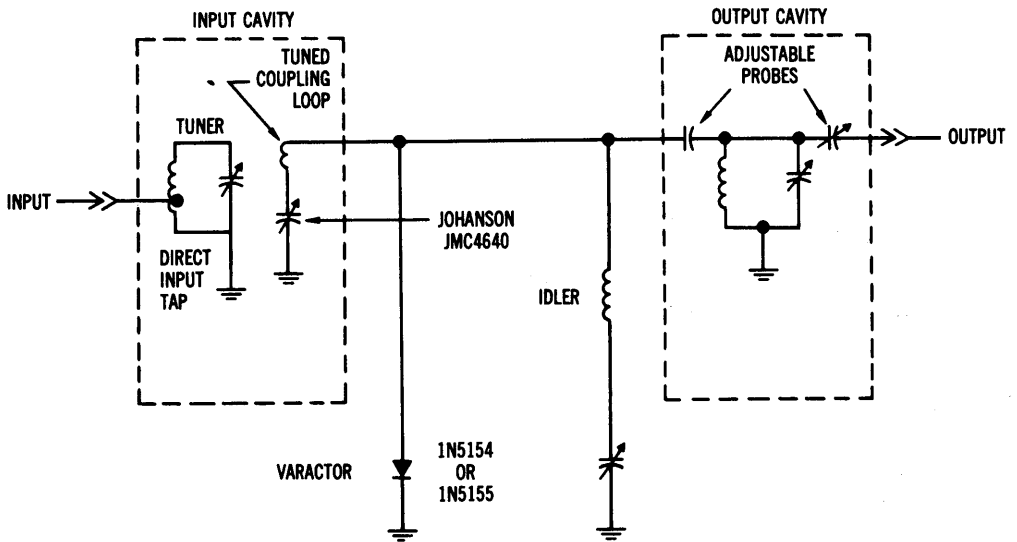 INPUT CAVITY
OUTPUT CAVITY
TUNED
COUPLING
LOOP
ADJUSTABLE
PROBES
TUNER
INPUT
OUTPUT
JOHANSON
JMC4640
DIRECT
INPUT
TAP
IDLER
VARACTOR
1N5154
OR
1N5155